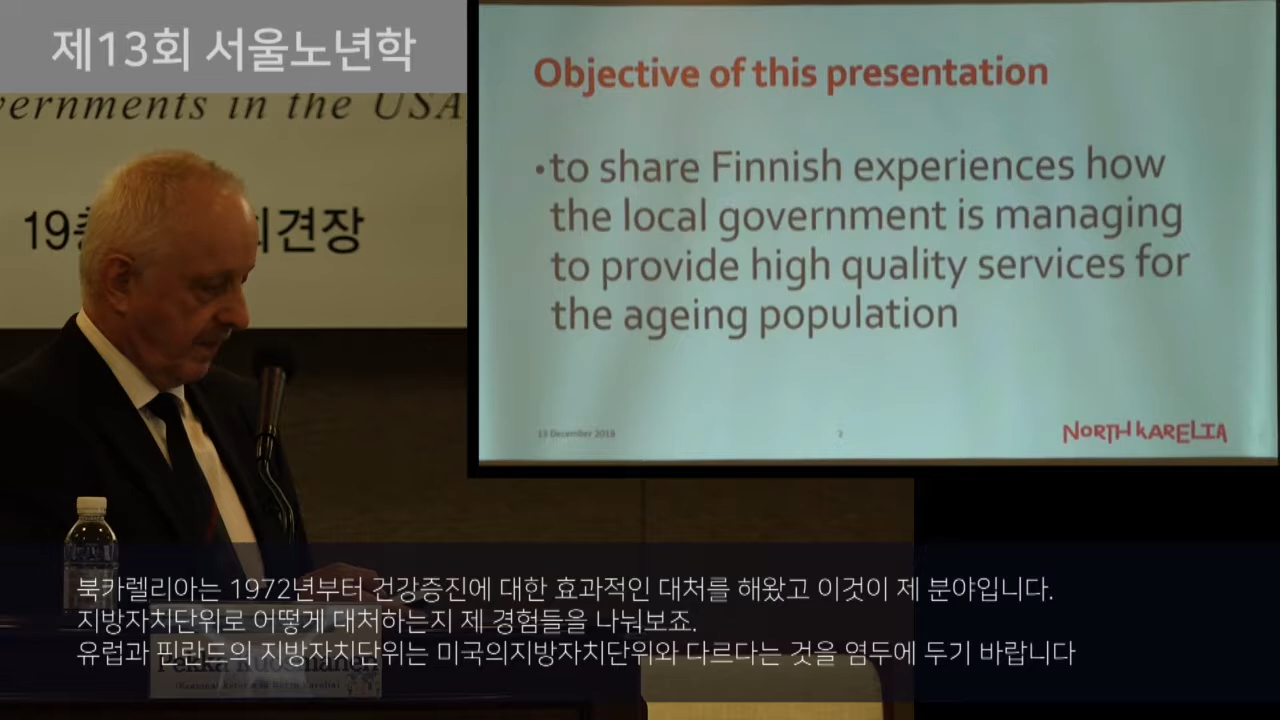 제13회 서울노년학
vernments in the USA
19층
회견장
Objective of this presentation
•to share Finnish experiences how
the local government is managing
to provide high quality services for
the ageing population
13 December 2018
2
NORTH KARELIA
북카렐리아는 1972년부터 건강증진에 대한 효과적인 대처를 해왔고 이것이 제 분야입니다.
지방자치단위로 어떻게 대처하는지 제 경험들을 나눠보죠.
유럽과 핀란드의 지방자치단위는 미국의지방자치단위와 다르다는 것을 염두에 두기 바랍니다